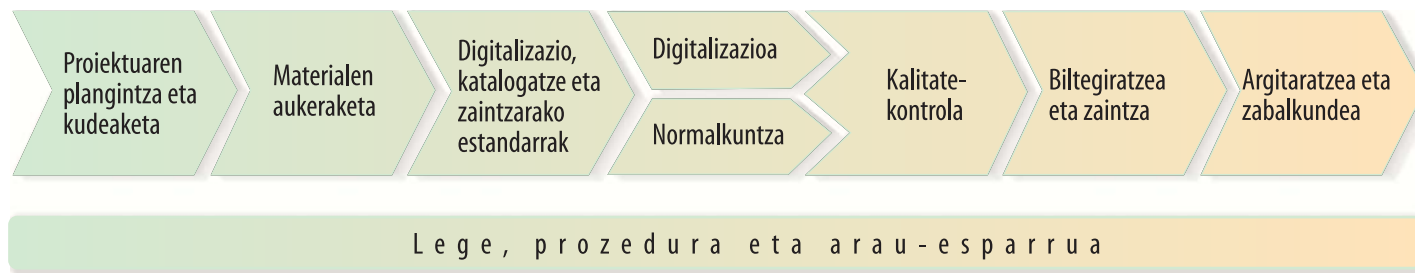 Proiektuaren
plangintza eta
kudeaketa
Materialen
aukeraketa
Digitalizazio,
katalogatze eta
zaintzarako
estandarrak
Digitalizazioa
Normalkuntza
Kalitate-
kontrola
Biltegiratzea
eta zaintza
Argitaratzea eta
zabalkundea
Lege, prozedura eta arau-esparrua